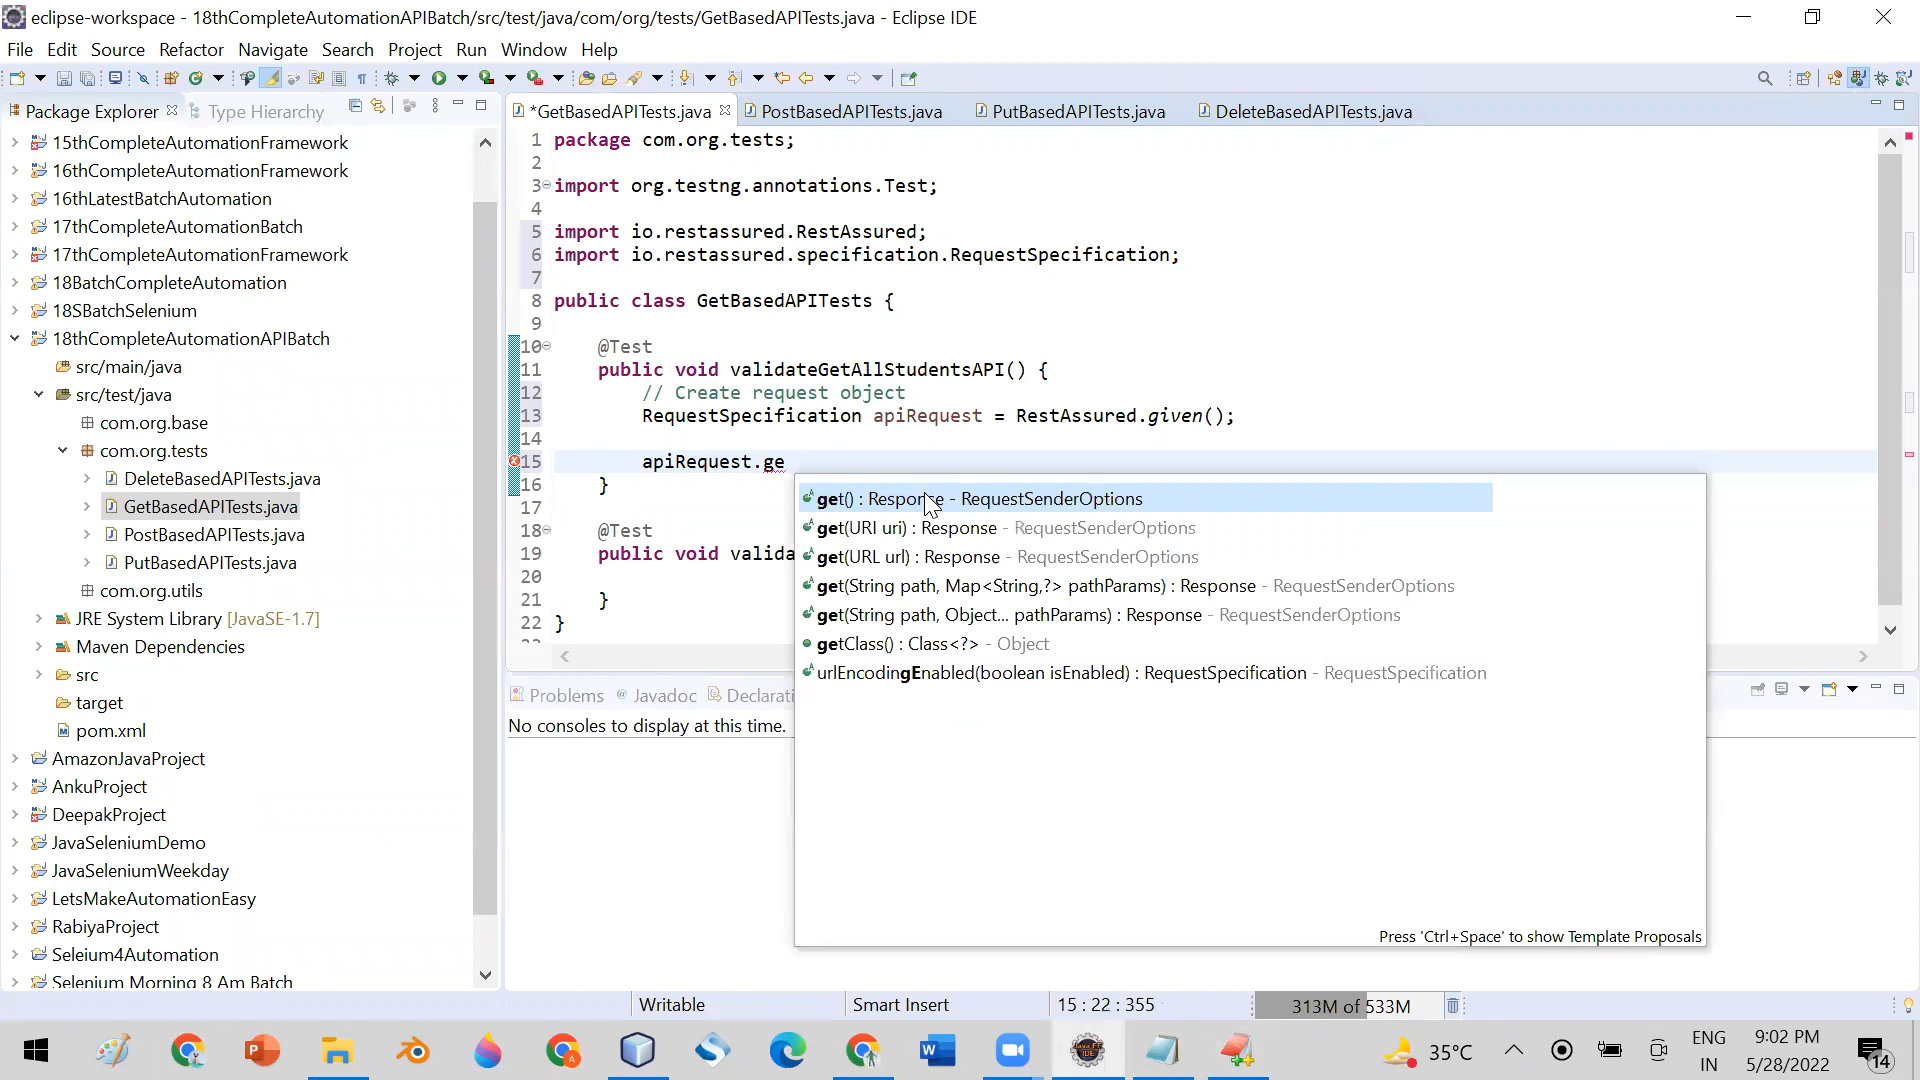 eclipse-workspace - 18thCompleteAutomationAPIBatch/src/test/java/com/org/tests/GetBasedAPITests.java - Eclipse IDE
File Edit Source Refactor Navigate Search Project Run Window Help
Package Explorer Type Hierarchy
15thCompleteAutomationFramework
16thCompleteAutomationFramework
16thLatestBatchAutomation
17thCompleteAutomationBatch
17thCompleteAutomationFramework
18BatchCompleteAutomation
18SBatchSelenium
18thCompleteAutomationAPIBatch
src/main/java
src/test/java
com.org.base
com.org.tests
DeleteBasedAPITests.java
GetBasedAPITests.java
PostBasedAPITests.java
PutBasedAPITests.java
com.org.utils
JRE System Library [JavaSE-1.7]
Maven Dependencies
src
target
pom.xml
AmazonJavaProject
AnkuProject
DeepakProject
JavaSeleniumDemo
JavaSeleniumWeekday
LetsMakeAutomationEasy
RabiyaProject
Seleium4Automation
Selenium Morning 8 Am Batch
*GetBasedAPITests.java PostBasedAPITests.java PutBasedAPITests.java DeleteBasedAPITests.java
1 package com.org.tests;
2
3 import org.testng.annotations.Test;
4
5 import io.restassured.RestAssured;
6 import io.restassured.specification.RequestSpecification;
7
8 public class GetBasedAPITests {
9
10 @Test
11 public void validateGetAllStudentsAPI() {
12 // Create request object
13 RequestSpecification apiRequest = RestAssured.given();
14
15 apiRequest.ge
16 }
17
18 @Test
19 public void valida
20
21 }
22 }
get() : Response - RequestSenderOptions
get(URI uri) : Response - RequestSenderOptions
get(URL url) : Response - RequestSenderOptions
get(String path, Map<String,?> pathParams) : Response - RequestSenderOptions
get(String path, Object... pathParams) : Response - RequestSenderOptions
getClass() : Class<?> - Object
urlEncodingEnabled(boolean isEnabled) : RequestSpecification - RequestSpecification
Press 'Ctrl+Space' to show Template Proposals
Problems @ Javadoc Declarati
No consoles to display at this time.
Writable Smart Insert 15 : 22 : 355 313M of 533M
35°C ENG IN 9:02 PM 5/28/2022 14